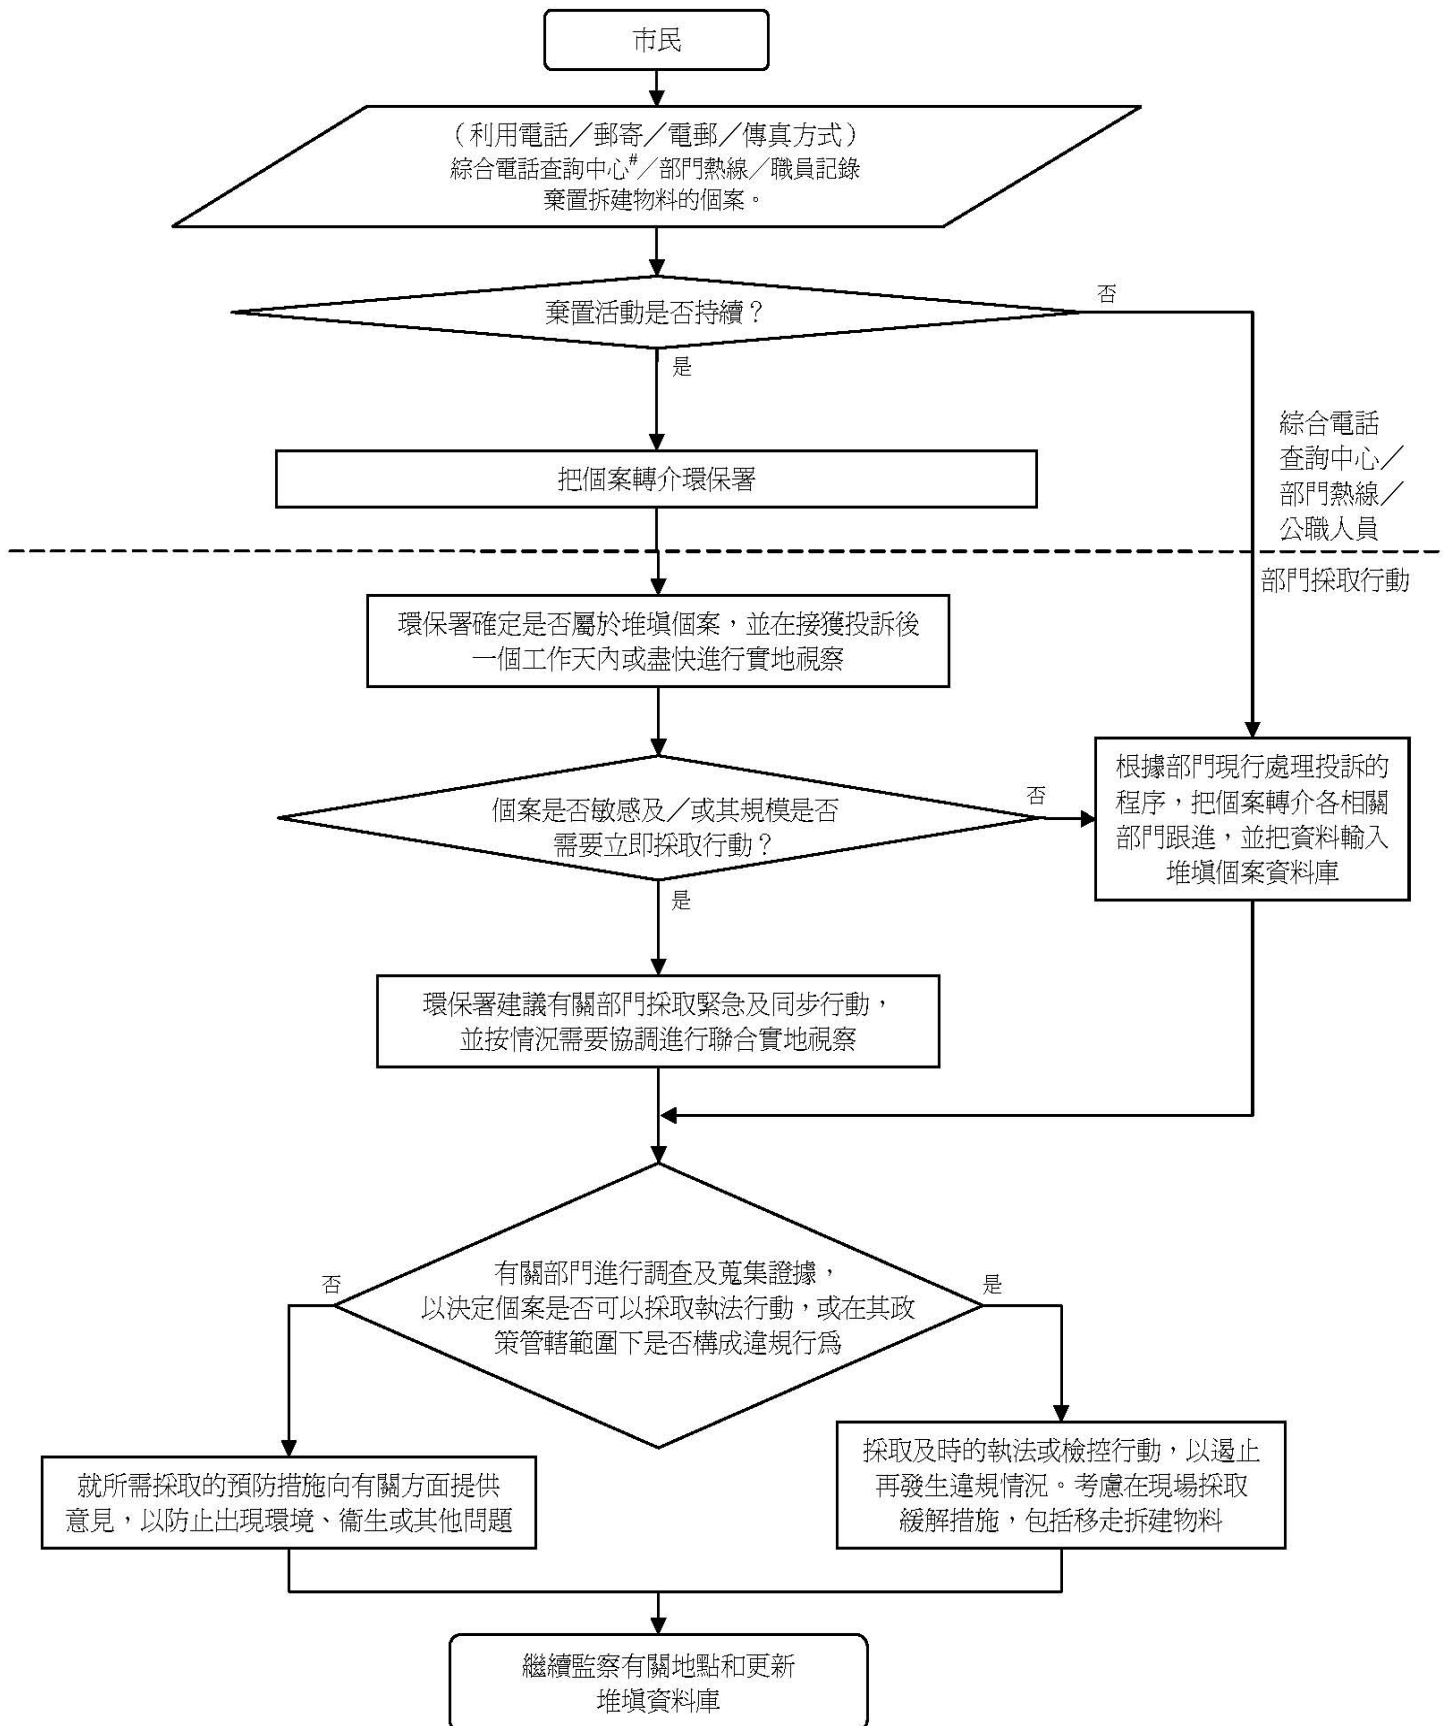 市民
（利用電話／郵寄／電郵／傳真方式）
綜合電話查詢中心#／部門熱線／職員記錄
棄置拆建物料的個案。
棄置活動是否持續？
否
是
把個案轉介環保署
綜合電話
查詢中心／
部門熱線／
公職人員
部門採取行動
環保署確定是否屬於堆填個案，並在接獲投訴後
一個工作天內或盡快進行實地視察
個案是否敏感及／或其規模是否
需要立即採取行動？
否
是
根據部門現行處理投訴的
程序，把個案轉介各相關
部門跟進，並把資料輸入
堆填個案資料庫
環保署建議有關部門採取緊急及同步行動，
並按情況需要協調進行聯合實地視察
有關部門進行調查及蒐集證據，
以決定個案是否可以採取執法行動，或在其政
策管轄範圍下是否構成違規行為
否
是
就所需採取的預防措施向有關方面提供
意見，以防止出現環境、衞生或其他問題
採取及時的執法或檢控行動，以遏止
再發生違規情況。考慮在現場採取
緩解措施，包括移走拆建物料
繼續監察有關地點和更新
堆填資料庫